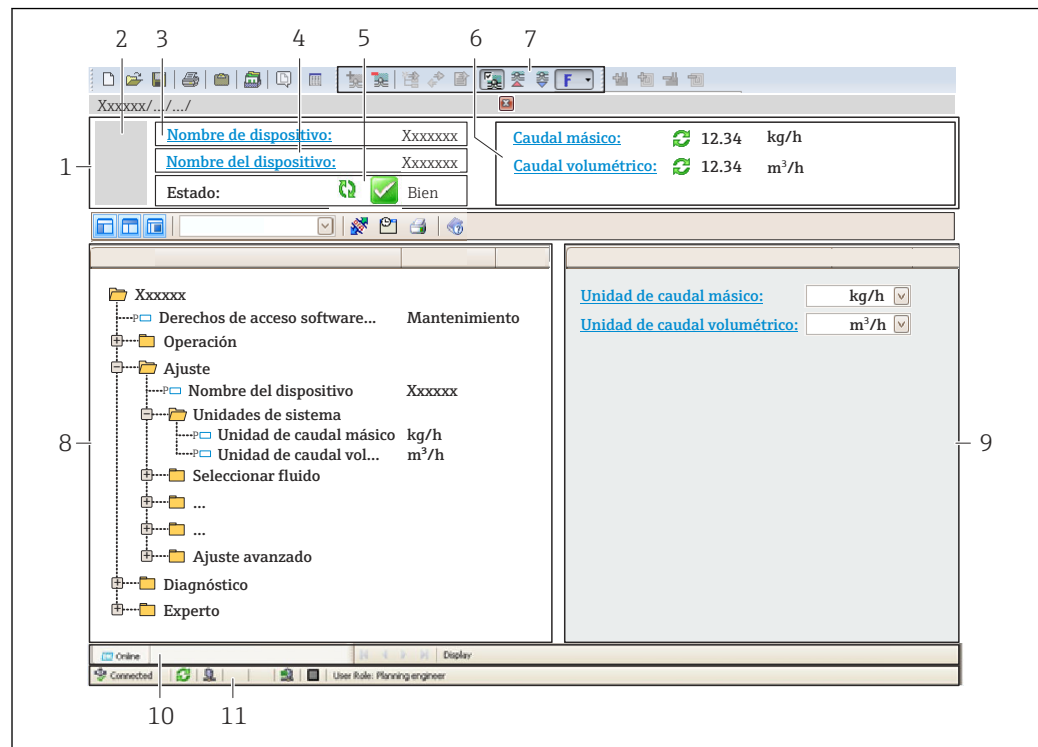 2 3 4 5 6 7
F
Xxxxxx/.../.../
1
Nombre de dispositivo: Xxxxxxx
Nombre del dispositivo: Xxxxxxx
Estado: Bien
Caudal másico: 12.34 kg/h
Caudal volumétrico: 12.34 m³/h
Xxxxxx
Derechos de acceso software... Mantenimiento
Operación
Ajuste
Nombre del dispositivo Xxxxxx
Unidades de sistema
Unidad de caudal másico kg/h
Unidad de caudal vol... m³/h
Seleccionar fluido
...
...
Ajuste avanzado
Diagnóstico
Experto
8
Unidad de caudal másico: kg/h
Unidad de caudal volumétrico: m³/h
9
Online Display
Connected User Role: Planning engineer
10 11